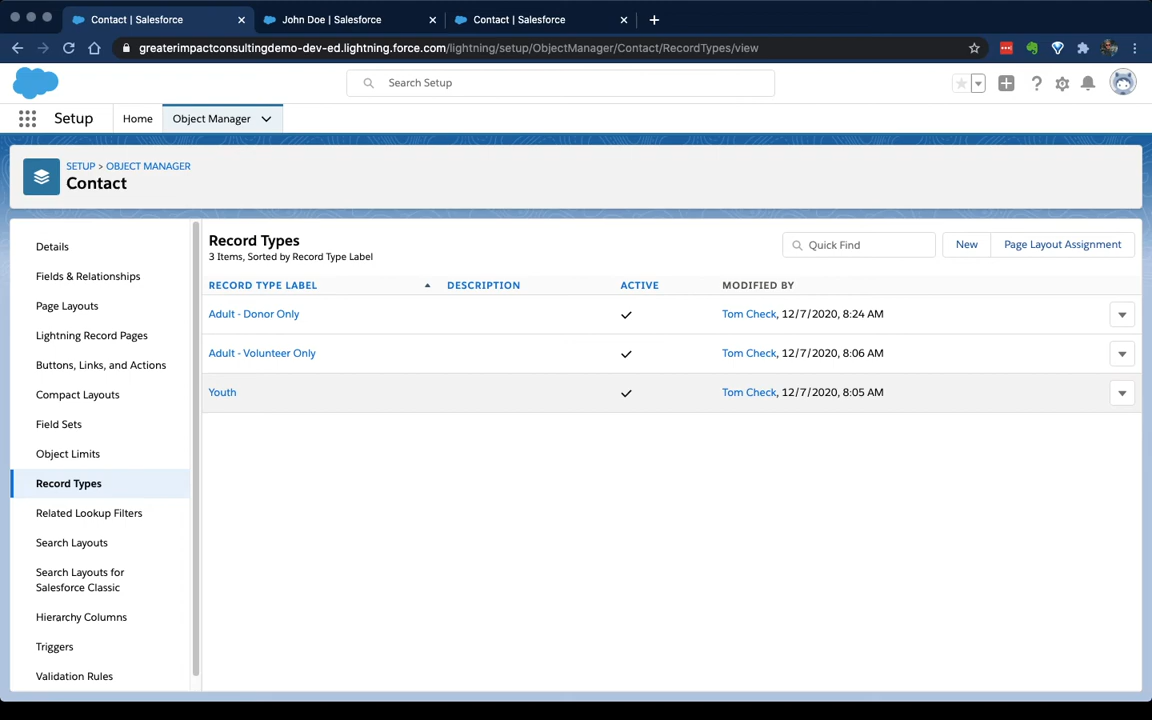 Contact | Salesforce
John Doe | Salesforce
Contact | Salesforce
greaterimpactconsultingdemo-dev-ed.lightning.force.com/lightning/setup/ObjectManager/Contact/RecordTypes/view
Search Setup
Setup
Home
Object Manager
SETUP > OBJECT MANAGER
Contact
Details
Fields & Relationships
Page Layouts
Lightning Record Pages
Buttons, Links, and Actions
Compact Layouts
Field Sets
Object Limits
Record Types
Related Lookup Filters
Search Layouts
Search Layouts for
Salesforce Classic
Hierarchy Columns
Triggers
Validation Rules
Record Types
3 Items, Sorted by Record Type Label
Quick Find
New
Page Layout Assignment
RECORD TYPE LABEL DESCRIPTION ACTIVE MODIFIED BY
Adult - Donor Only Tom Check, 12/7/2020, 8:24 AM
Adult - Volunteer Only Tom Check, 12/7/2020, 8:06 AM
Youth Tom Check, 12/7/2020, 8:05 AM